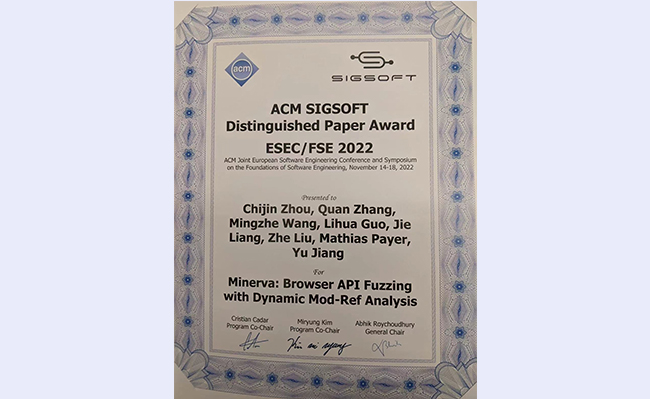 acm
SIGSOFT
ACM SIGSOFT
Distinguished Paper Award
ESEC/FSE 2022
ACM Joint European Software Engineering Conference and Symposium
on the Foundations of Software Engineering, November 14-18, 2022
Presented to
Chijin Zhou, Quan Zhang,
Mingzhe Wang, Lihua Guo, Jie
Liang, Zhe Liu, Mathias Payer,
Yu Jiang
For
Minerva: Browser API Fuzzing
with Dynamic Mod-Ref Analysis
Cristian Cadar Miryung Kim Abhik Roychoudhury
Program Co-Chair Program Co-Chair General Chair